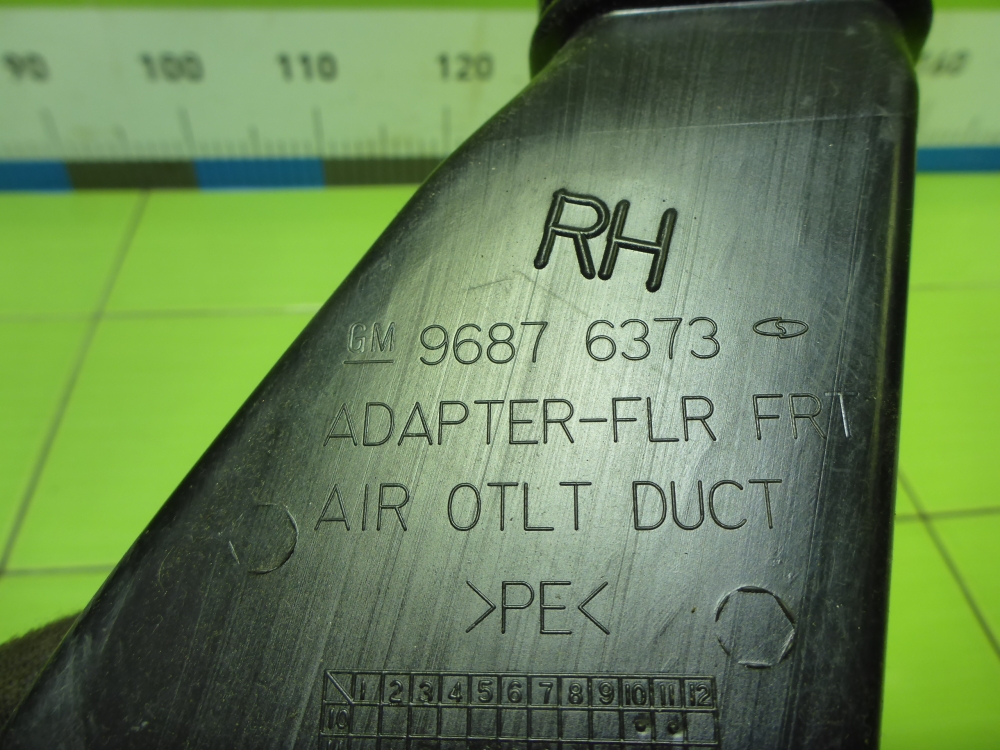 90 100 110 120
RH
GM 9687 6373
ADAPTER-FLR FRT
AIR OTLT DUCT
>PE<
1 2 3 4 5 6 7 8 9 10 11 12
10